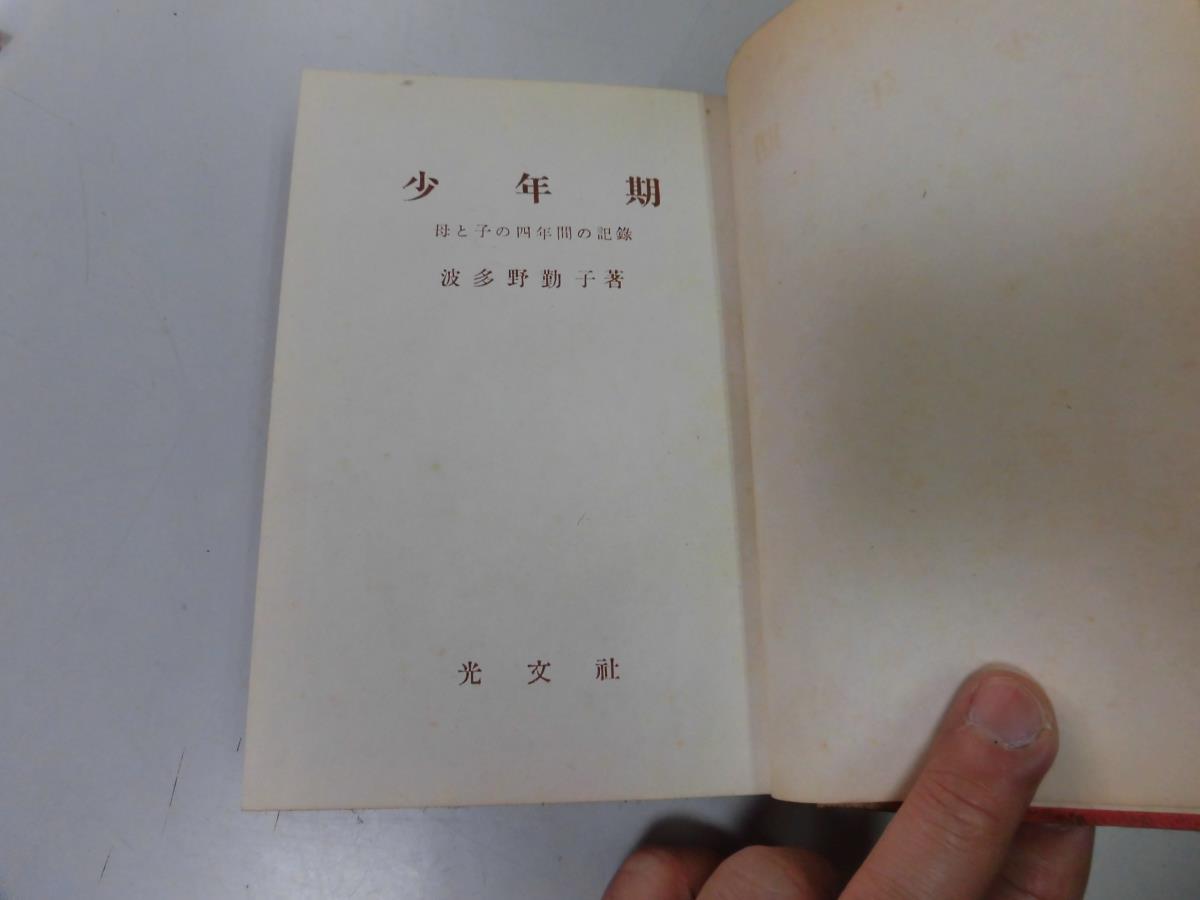 少年期
母と子の四年間の記錄
波多野勤子著
光文社